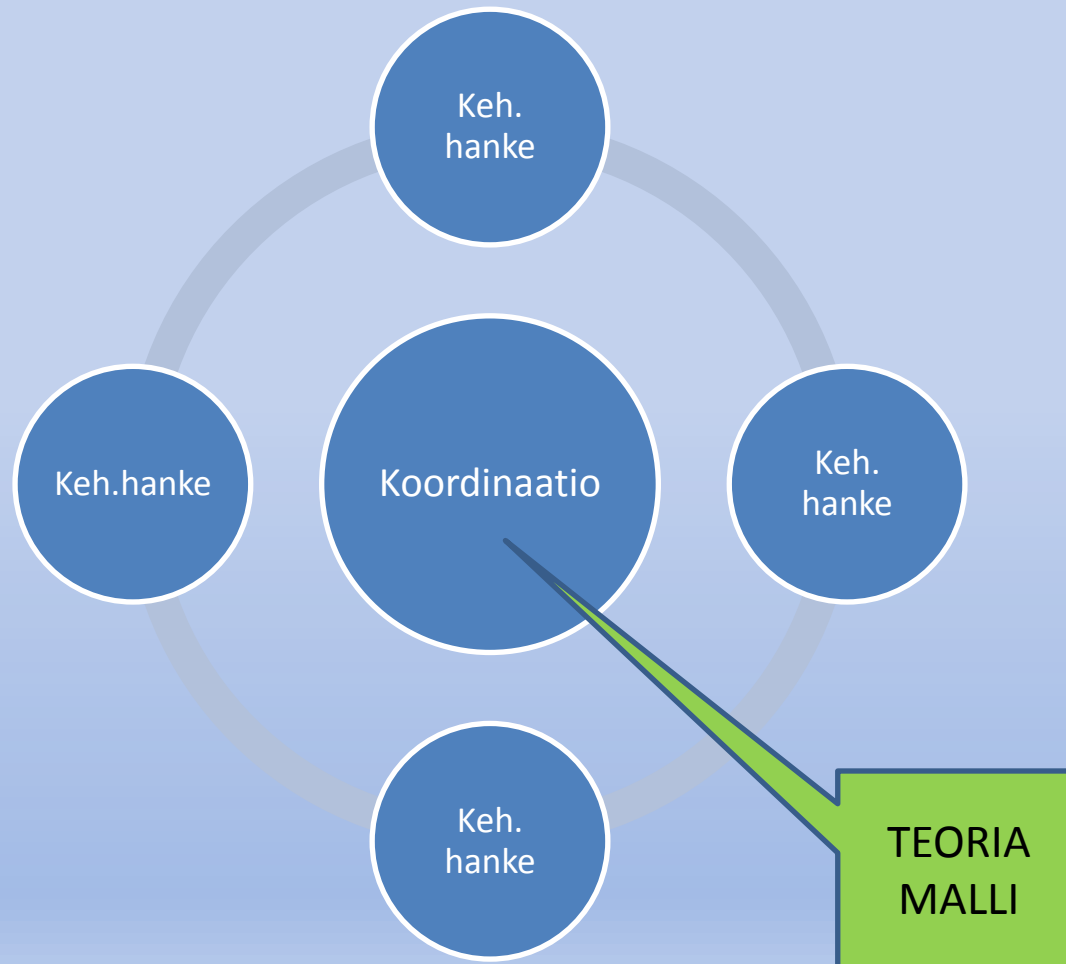 Keh.
hanke
Keh.hanke
Koordinaatio
Keh.
hanke
Keh.
hanke
TEORIA
MALLI